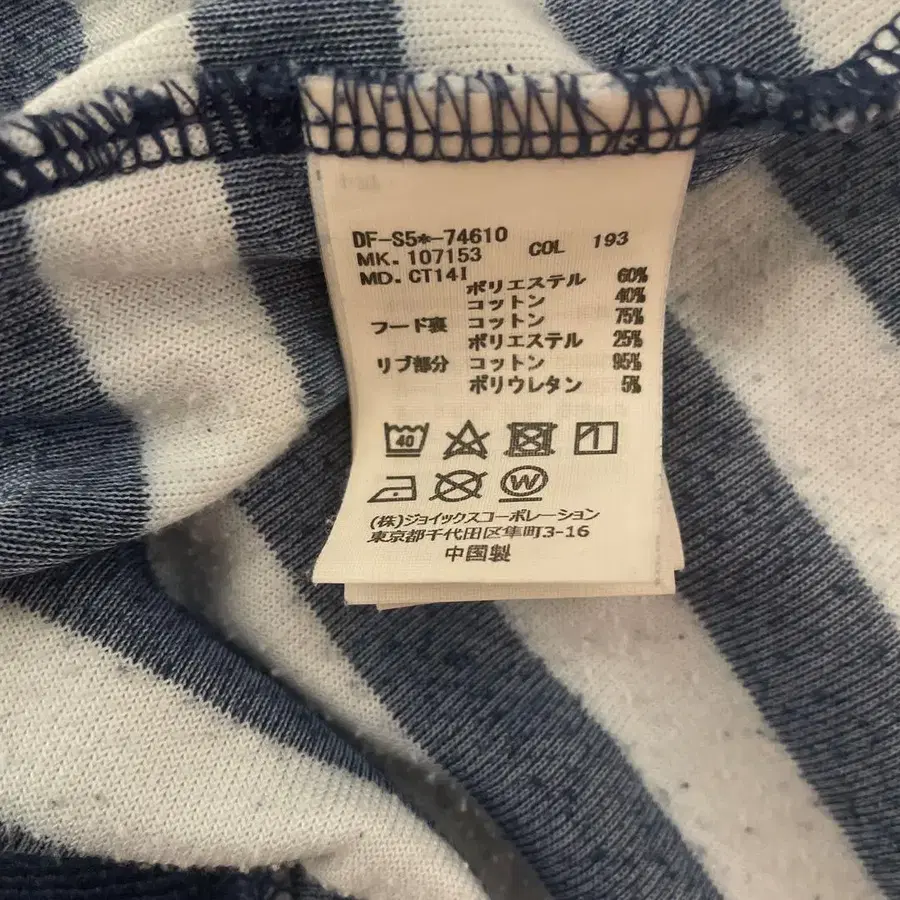 DF-S5*-74610
COL 193
MK. 107153
MD. CT14I
ポリエステル 60%
コットン 40%
フード裏 コットン 75%
ポリエステル 25%
リブ部分 コットン 95%
ポリウレタン 5%
40
W
(株)ジョイックスコーポレーション
東京都千代田区隼町3-16
中国製